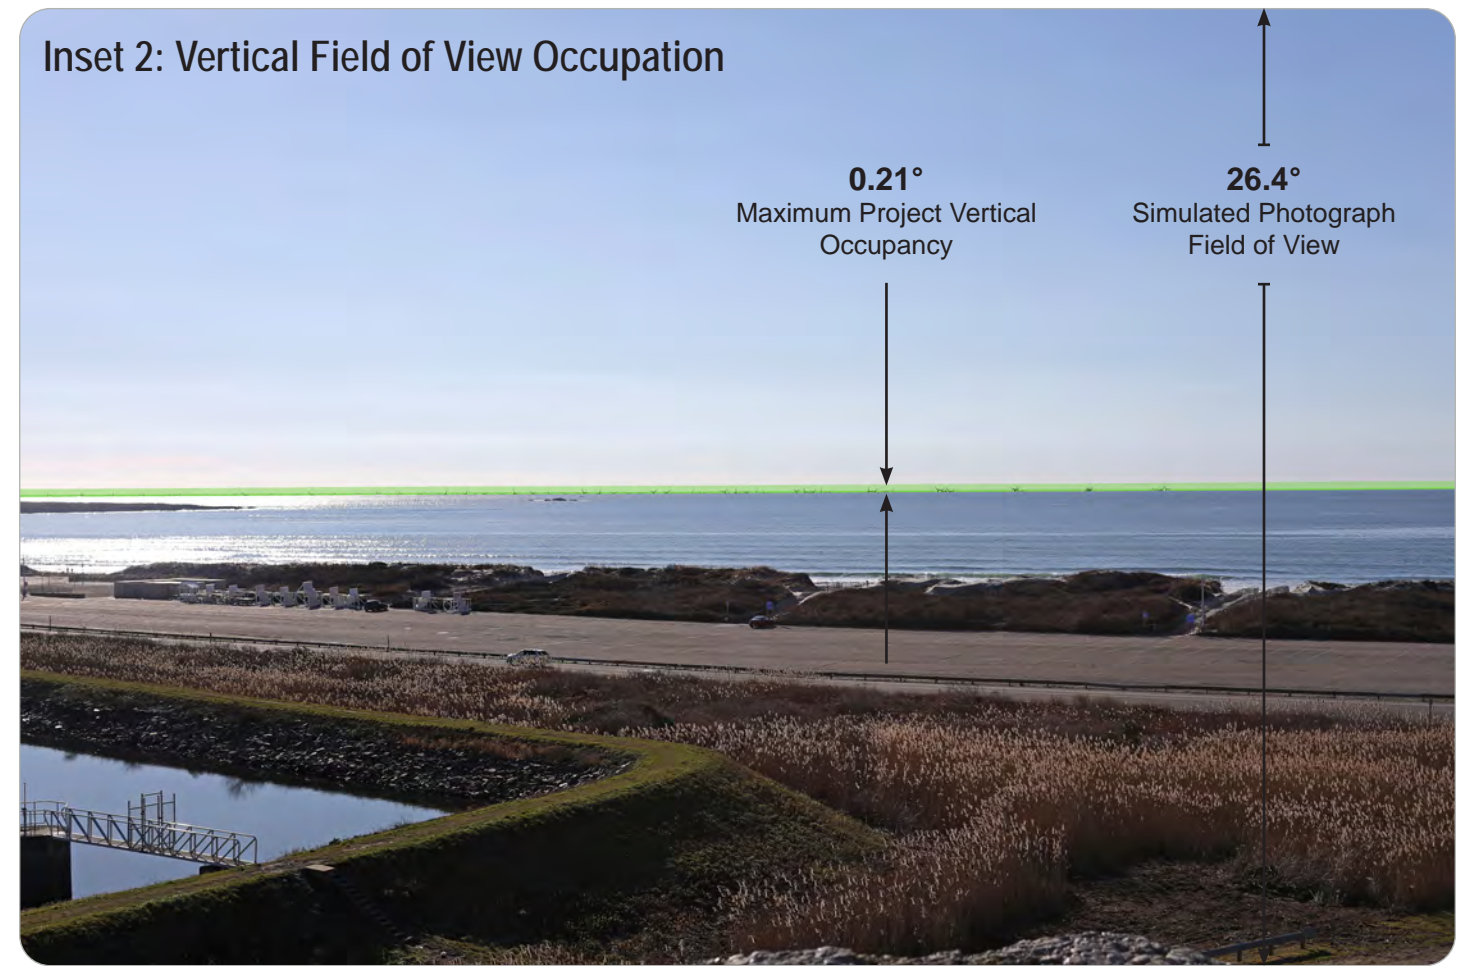 Inset 2: Vertical Field of View Occupation
0.21°
Maximum Project Vertical
Occupancy
26.4°
Simulated Photograph
Field of View